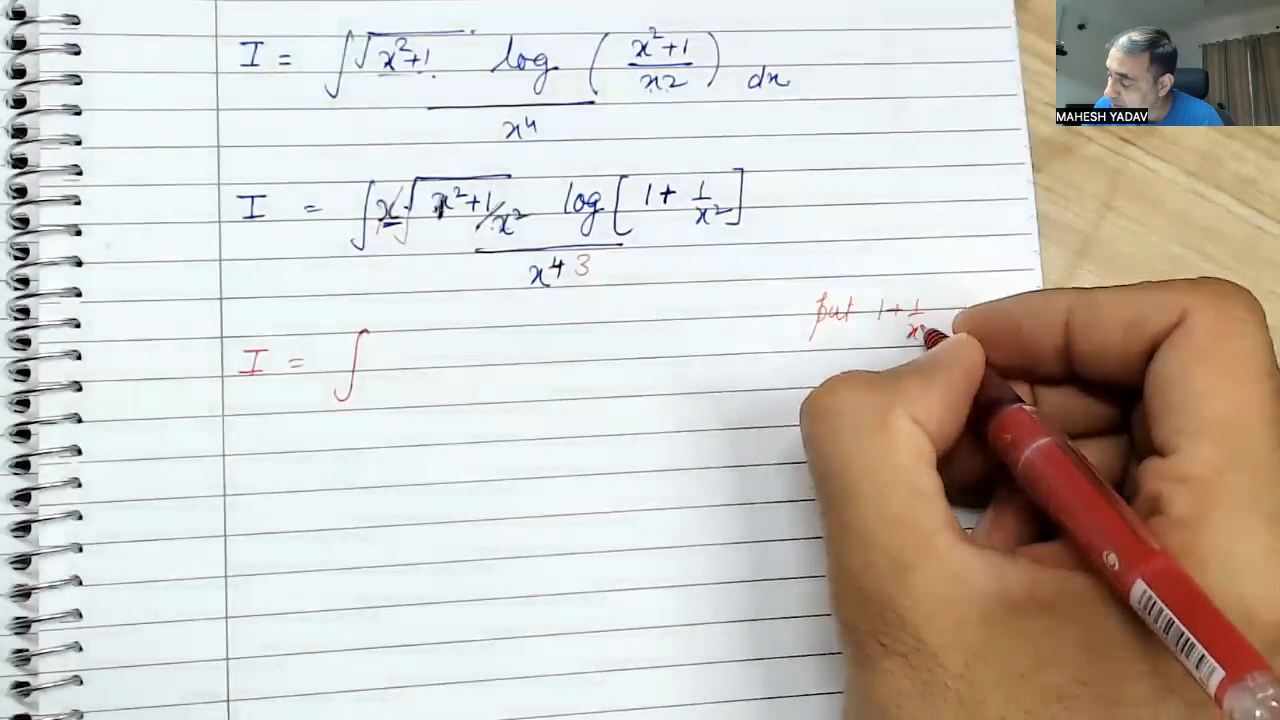 I = ∫ √x²+1 log ( x²+1 / x2 ) dx
x4
I = ∫ x √x²+1/x² log [ 1 + 1/x² ]
x4 3
put 1+ 1/x
I = ∫
MAHESH YADAV